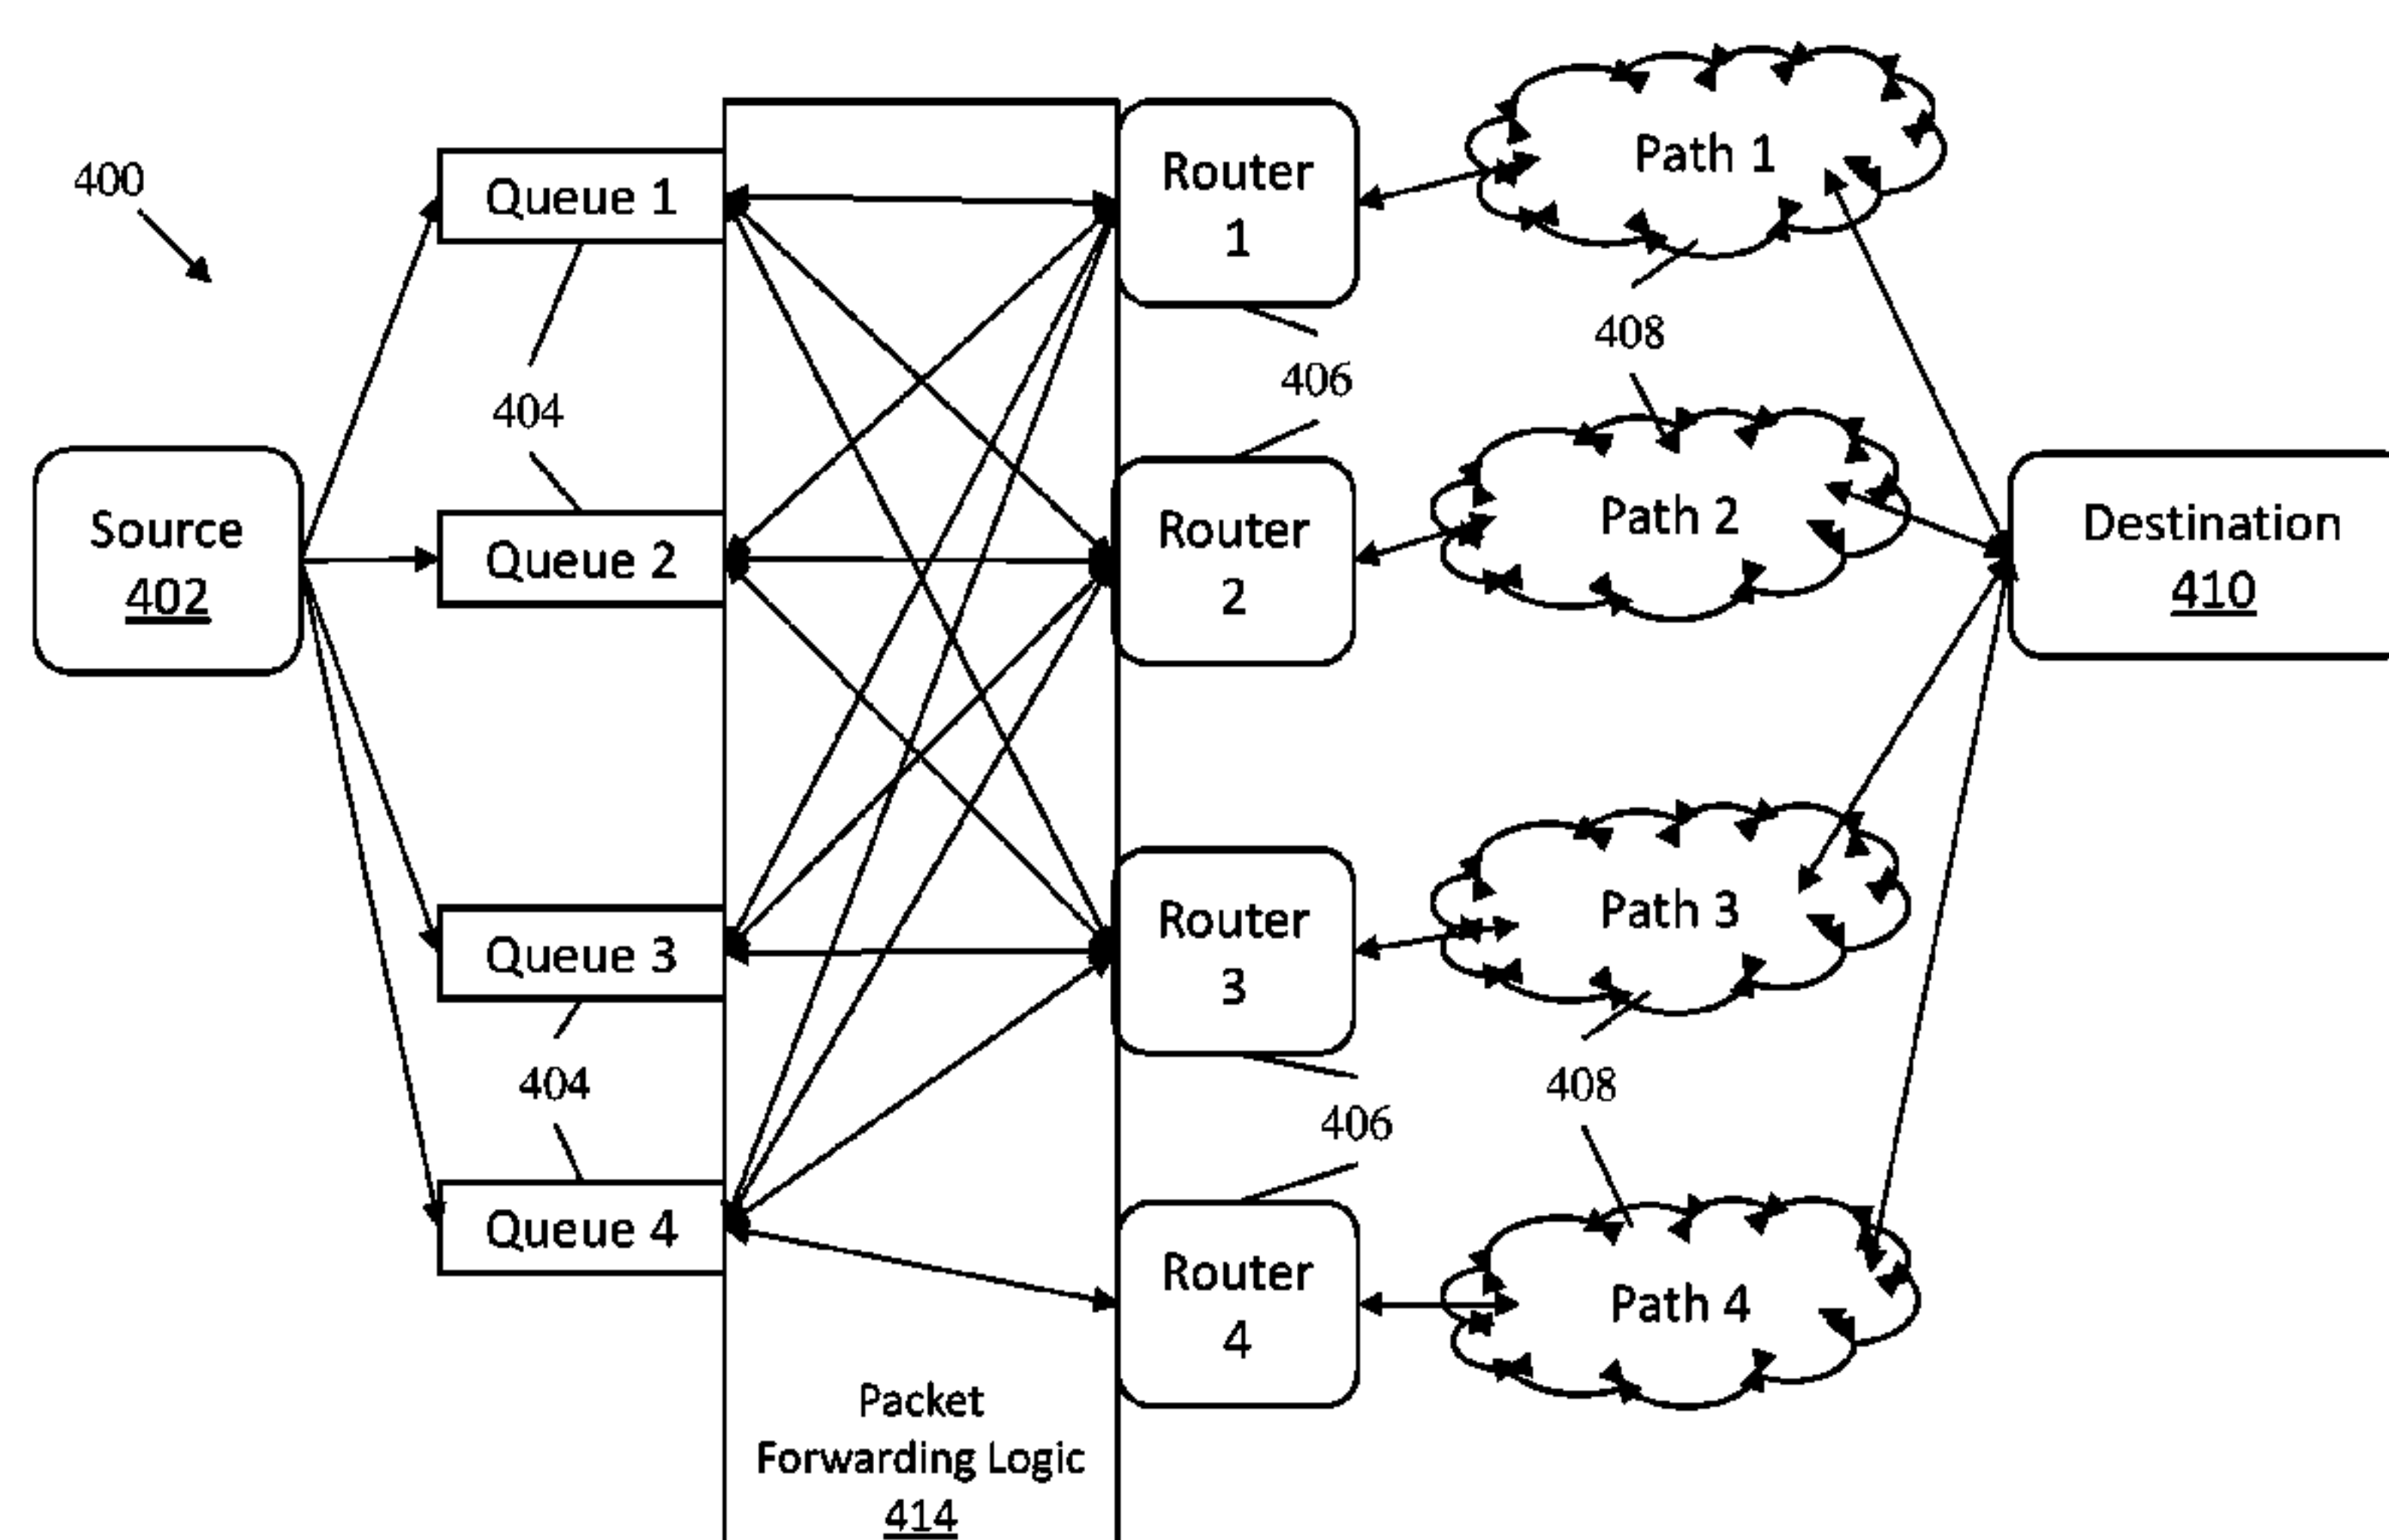 400
Source
402
Queue 1
404
Queue 2
Queue 3
404
Queue 4
Packet
Forwarding Logic
414
Router
1
406
Router
2
Router
3
406
Router
4
Path 1
408
Path 2
Path 3
408
Path 4
Destination
410